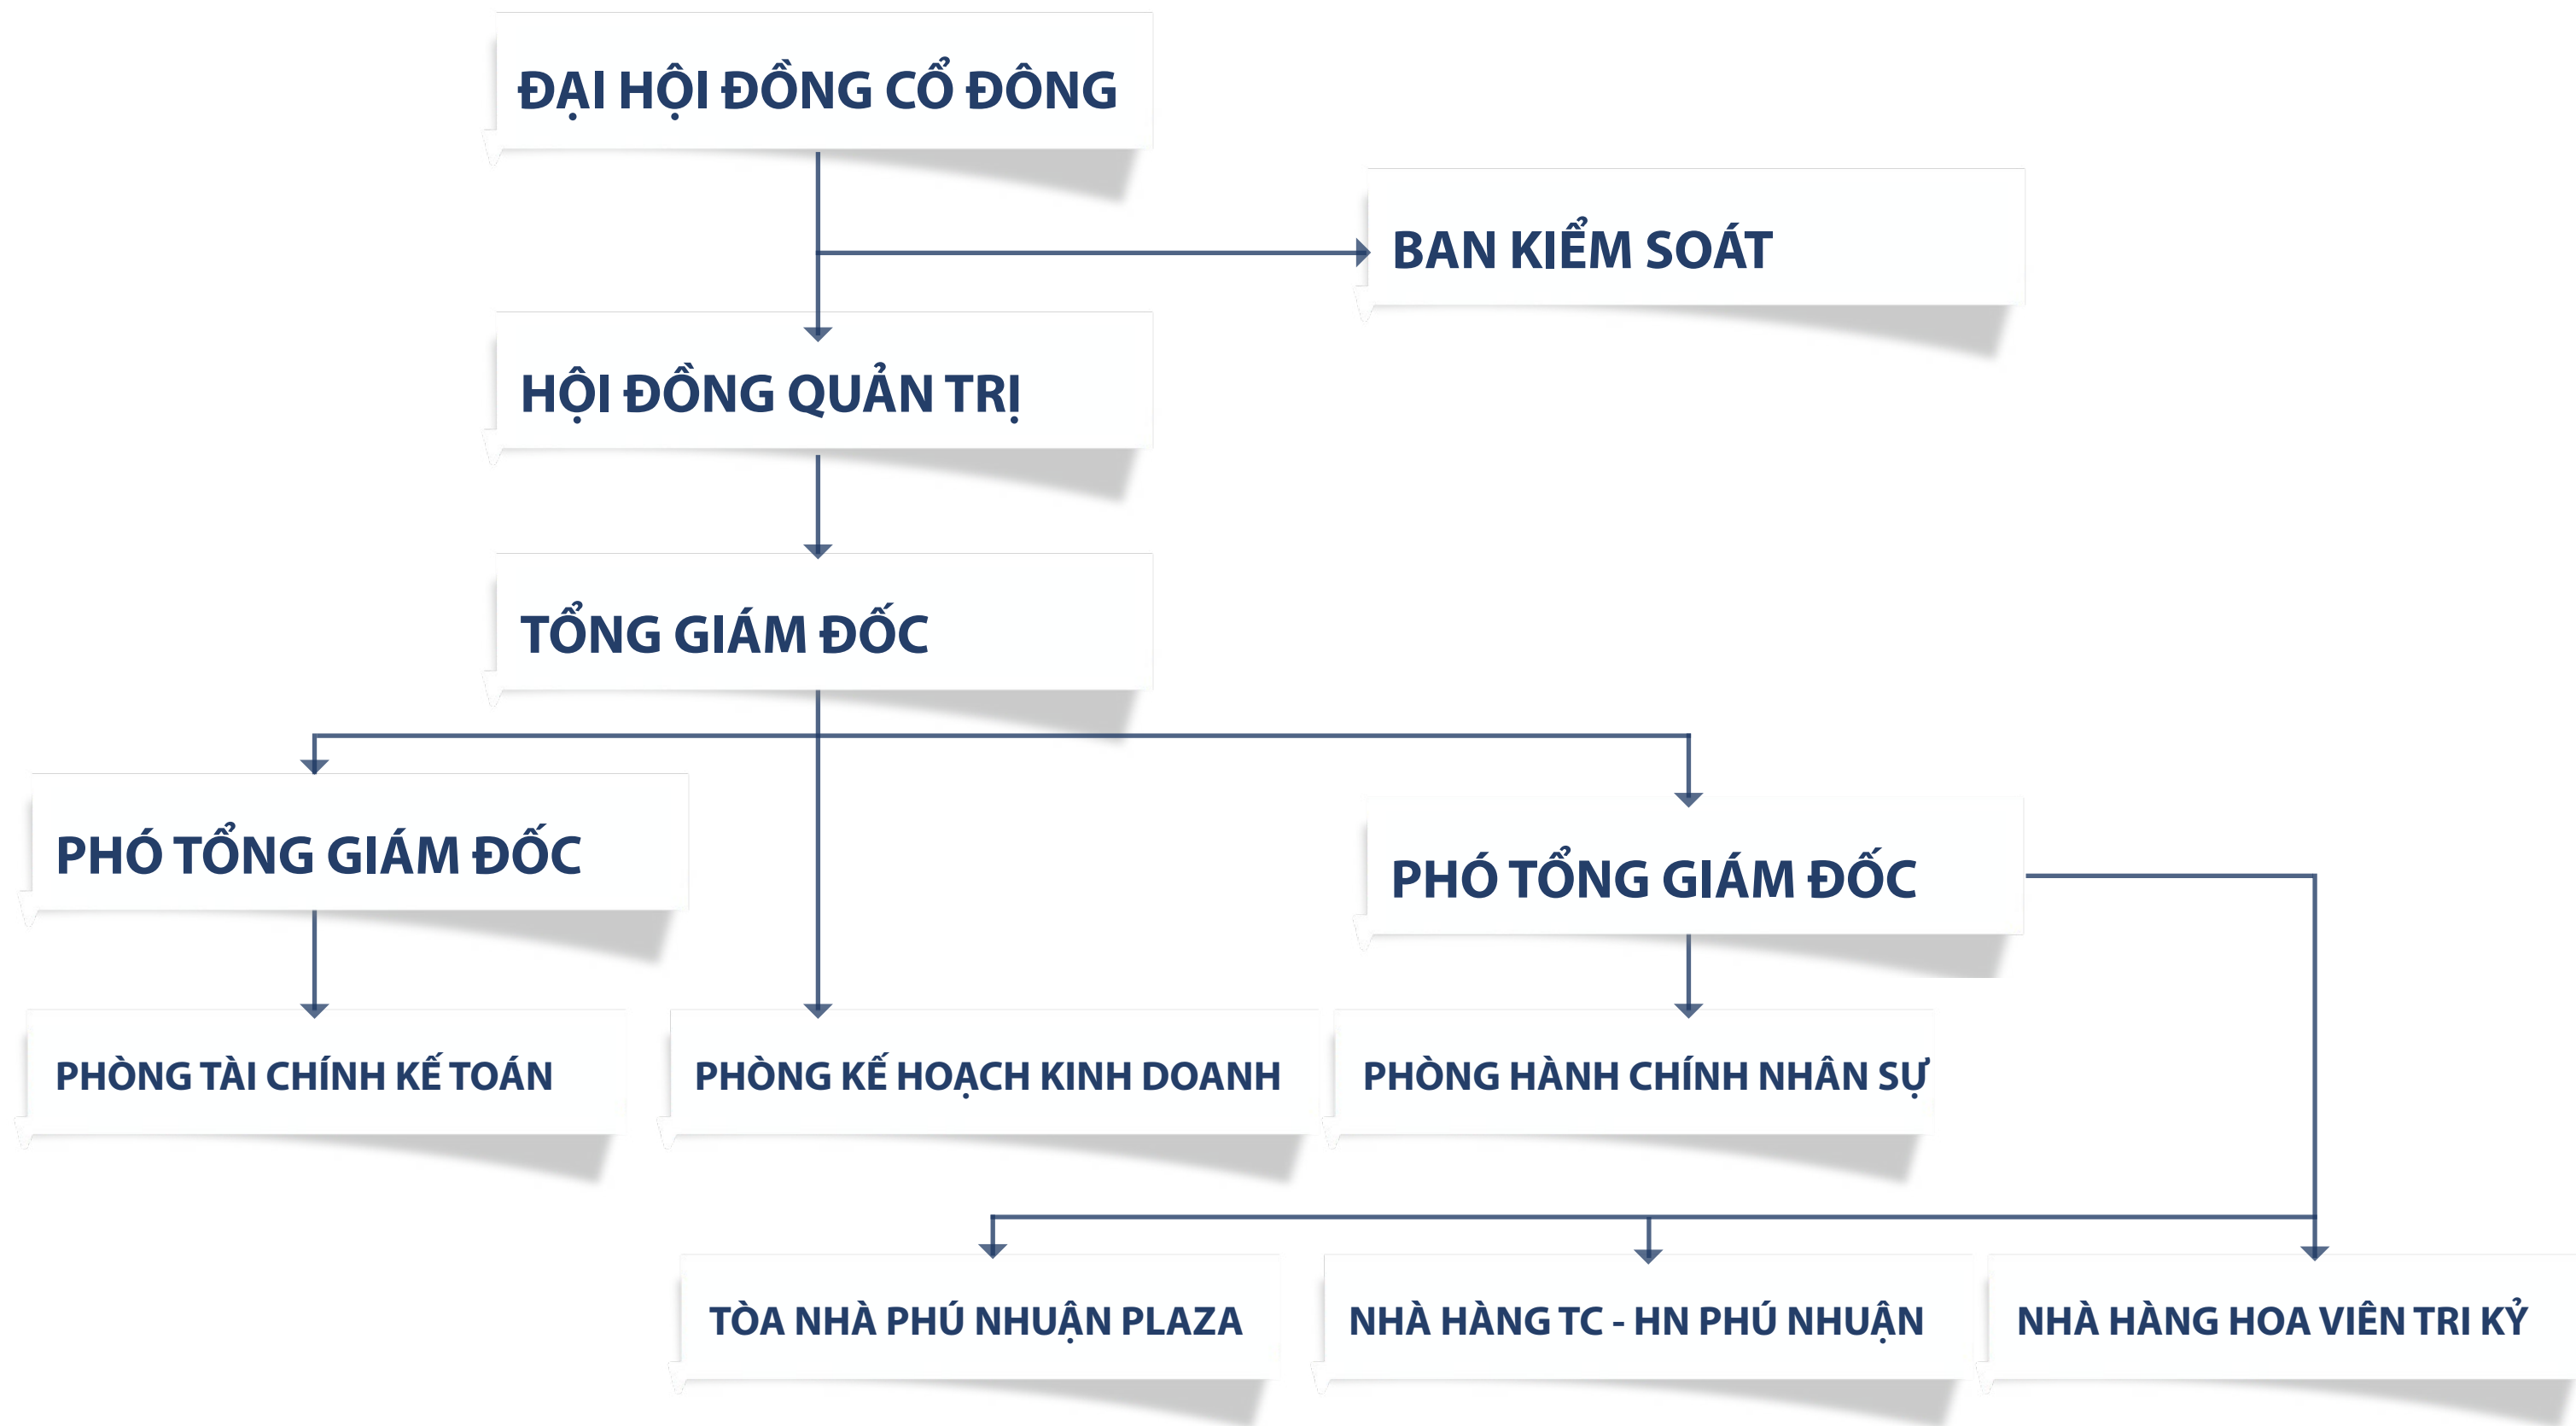 ĐẠI HỘI ĐỒNG CỔ ĐÔNG
BAN KIỂM SOÁT
HỘI ĐỒNG QUẢN TRỊ
TỔNG GIÁM ĐỐC
PHÓ TỔNG GIÁM ĐỐC
PHÓ TỔNG GIÁM ĐỐC
PHÒNG TÀI CHÍNH KẾ TOÁN
PHÒNG KẾ HOẠCH KINH DOANH
PHÒNG HÀNH CHÍNH NHÂN SỰ
TÒA NHÀ PHÚ NHUẬN PLAZA
NHÀ HÀNG TC - HN PHÚ NHUẬN
NHÀ HÀNG HOA VIÊN TRI KỶ